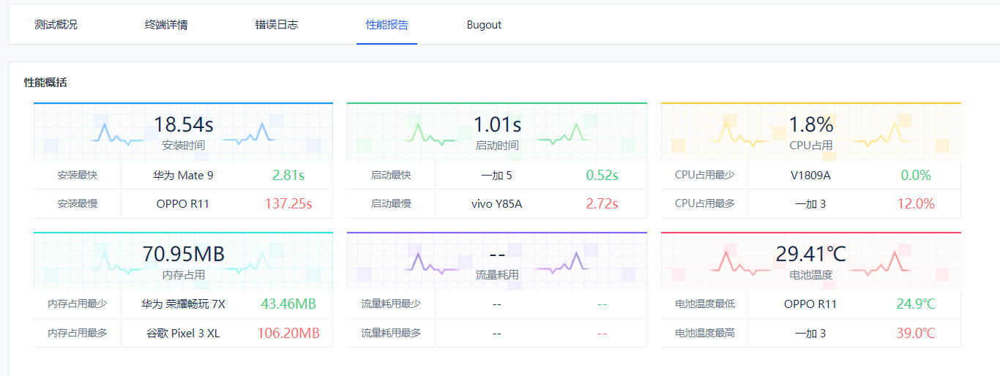 测试概况 终端详情 错误日志 性能报告 Bugout
性能概括
18.54s 1.01s 1.8%
安装时间 启动时间 CPU占用
安装最快 华为 Mate 9 2.81s 启动最快 一加 5 0.52s CPU占用最少 V1809A 0.0%
安装最慢 OPPO R11 137.25s 启动最慢 vivo Y85A 2.72s CPU占用最多 一加 3 12.0%
70.95MB -- 29.41℃
内存占用 流量耗用 电池温度
内存占用最少 华为 荣耀畅玩 7X 43.46MB 流量耗用最少 -- -- 电池温度最低 OPPO R11 24.9℃
内存占用最多 谷歌 Pixel 3 XL 106.20MB 流量耗用最多 -- -- 电池温度最高 一加 3 39.0℃